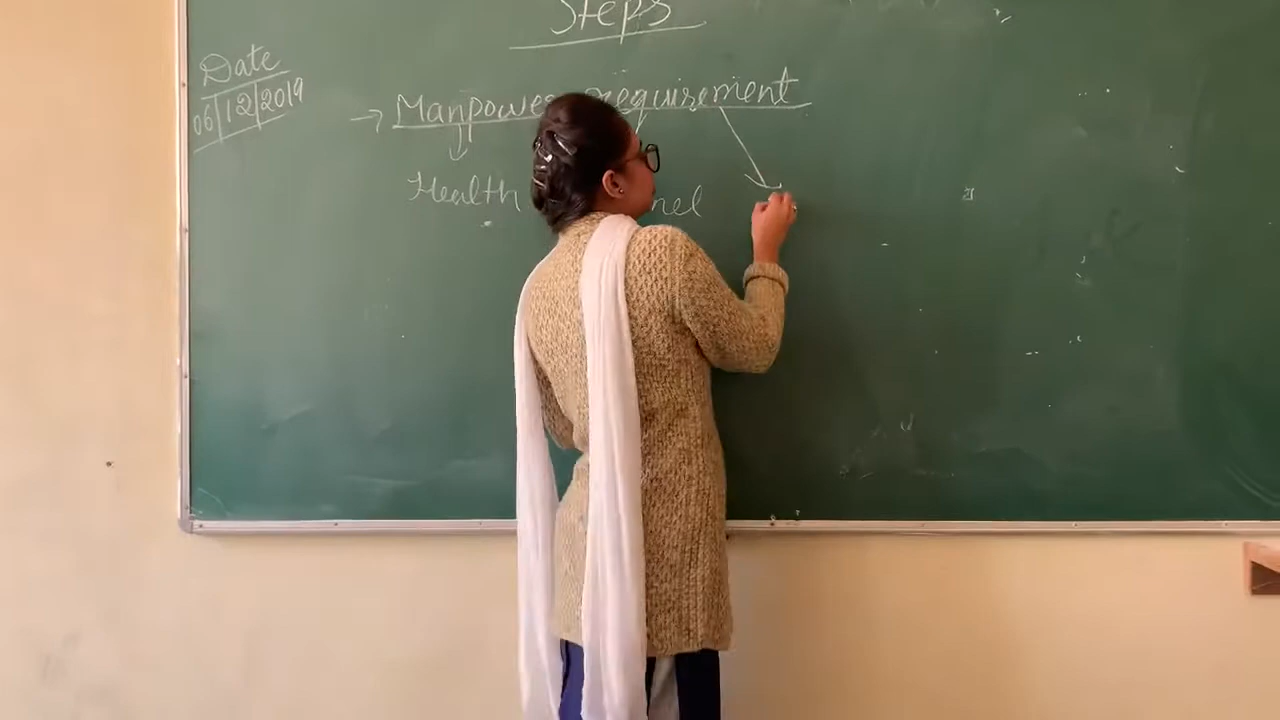 Steps
Date
06/12/2019
→ Manpower requirement
Health